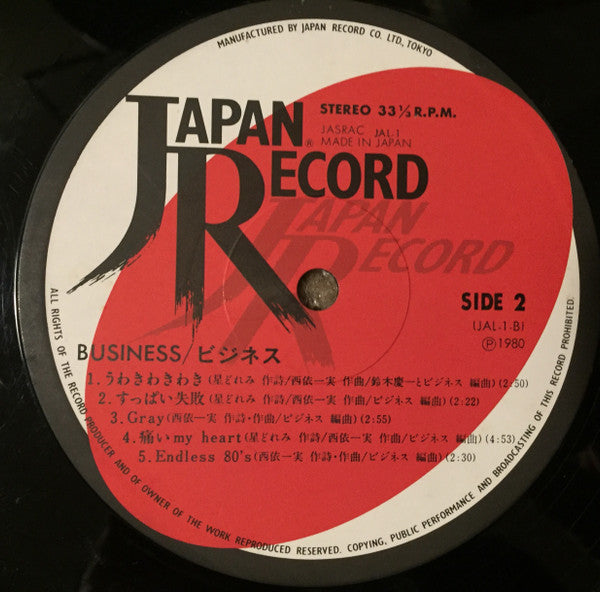 MANUFACTURED BY JAPAN RECORD CO. LTD., TOKYO
JAPAN RECORD®
STEREO 33 1/3 R.P.M.
JASRAC JAL-1
MADE IN JAPAN
JAPAN RECORD
SIDE 2
(JAL-1-B)
Ⓟ1980
BUSINESS/ビジネス
1.うわきわきわき(星どれみ 作詩/西依一実 作曲/鈴木慶一とビジネス 編曲)(2:50)
2.すっぱい失敗(星どれみ 作詩/西依一実 作曲/ビジネス 編曲)(2:22)
3.Gray(西依一実 作詩・作曲/ビジネス 編曲)(2:55)
4.痛いmy heart(星どれみ 作詩/西依一実 作曲/ビジネス 編曲)(4:53)
5.Endless 80's(西依一実 作詩・作曲/ビジネス 編曲)(2:30)
ALL RIGHTS OF THE RECORD PRODUCER AND OF OWNER OF THE WORK REPRODUCED RESERVED. COPYING, PUBLIC PERFORMANCE AND BROADCASTING OF THIS RECORD PROHIBITED.